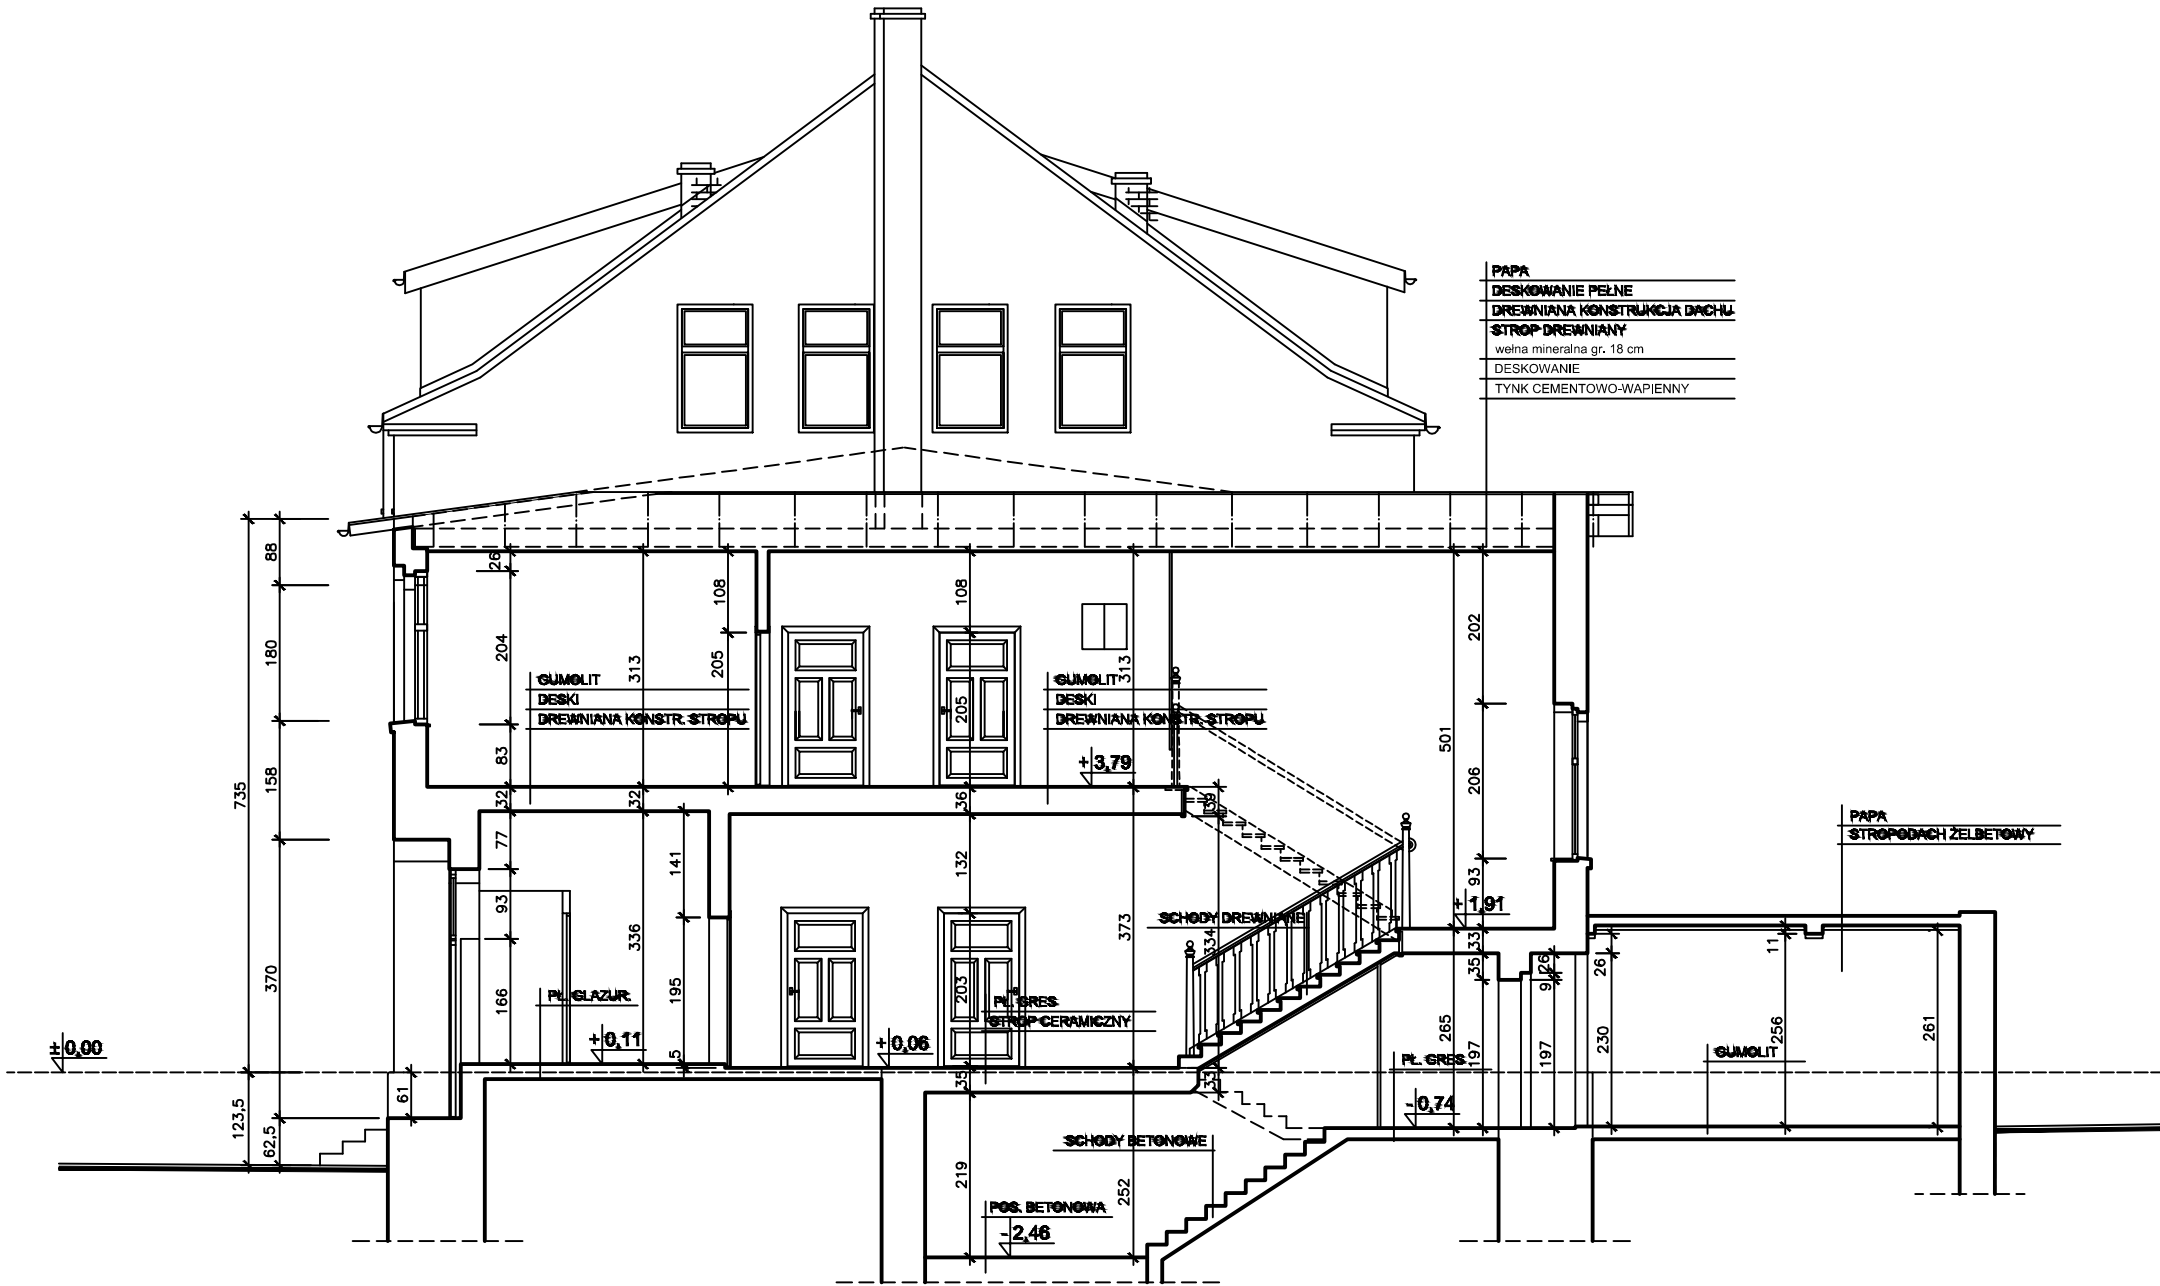 PAPA
DESKOWANIE PEŁNE
DREWNIANA KONSTRUKCJA DACHU
STROP DREWNIANY
wełna mineralna gr. 18 cm
DESKOWANIE
TYNK CEMENTOWO-WAPIENNY
88
26
108
108
202
180
204
313
205
313
GUMOLIT
DESKI
DREWNIANA KONSTR. STROPU
GUMOLIT
DESKI
DREWNIANA KONSTR. STROPU
205
501
735
158
83
+ 3,79
206
32
32
36
39
77
141
132
93
PAPA
STROPODACH ŻELBETOWY
93
336
373
334
SCHODY DREWNIANE
+ 1,91
33
11
370
166
195
203
35
26
9
26
PŁ. GLAZUR.
PŁ. GRES
STROP CERAMICZNY
265
197
197
230
256
261
± 0,00
+ 0,11
+ 0,06
5
35
33
PŁ. GRES
GUMOLIT
61
- 0,74
123,5
62,5
SCHODY BETONOWE
219
252
POS. BETONOWA
- 2,46